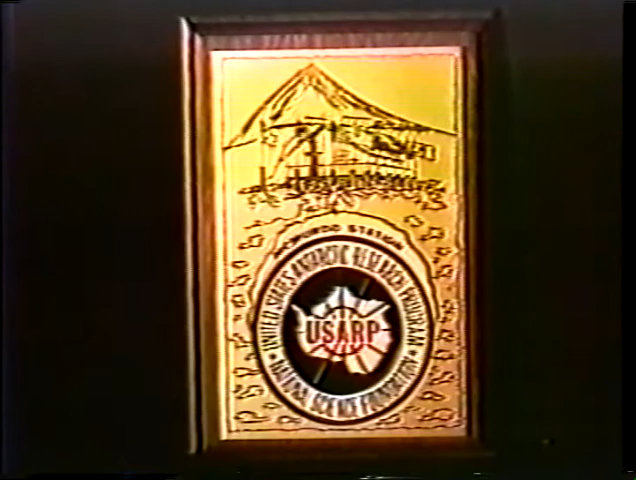 McMURDO STATION
UNITED STATES ANTARCTIC RESEARCH PROGRAM
USARP
NATIONAL SCIENCE FOUNDATION